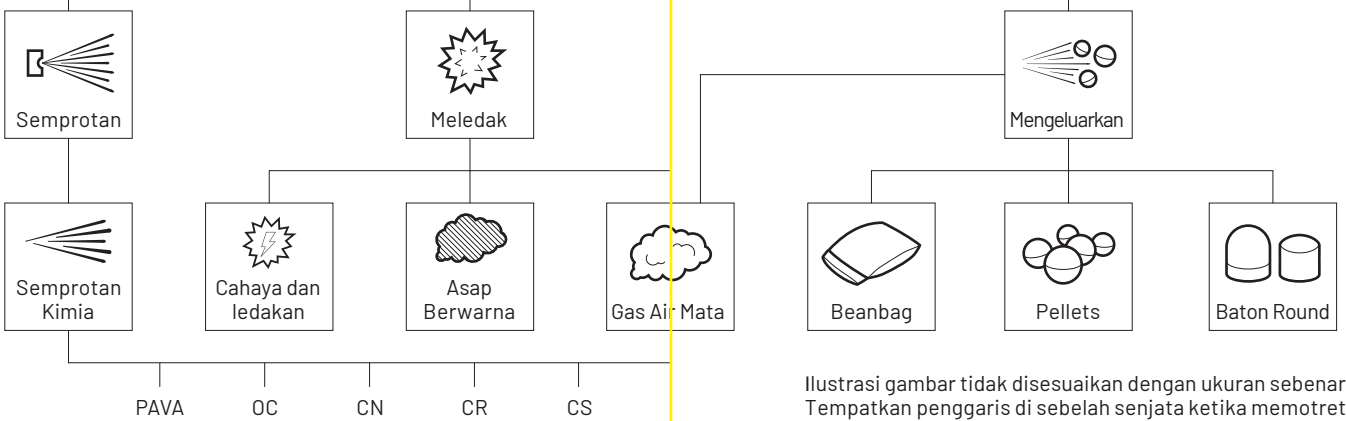 Semprotan
Meledak
Mengeluarkan
Semprotan
Kimia
Cahaya dan
ledakan
Asap
Berwarna
Gas Air Mata
Beanbag
Pellets
Baton Round
PAVA
OC
CN
CR
CS
Ilustrasi gambar tidak disesuaikan dengan ukuran sebenar
Tempatkan penggaris di sebelah senjata ketika memotret